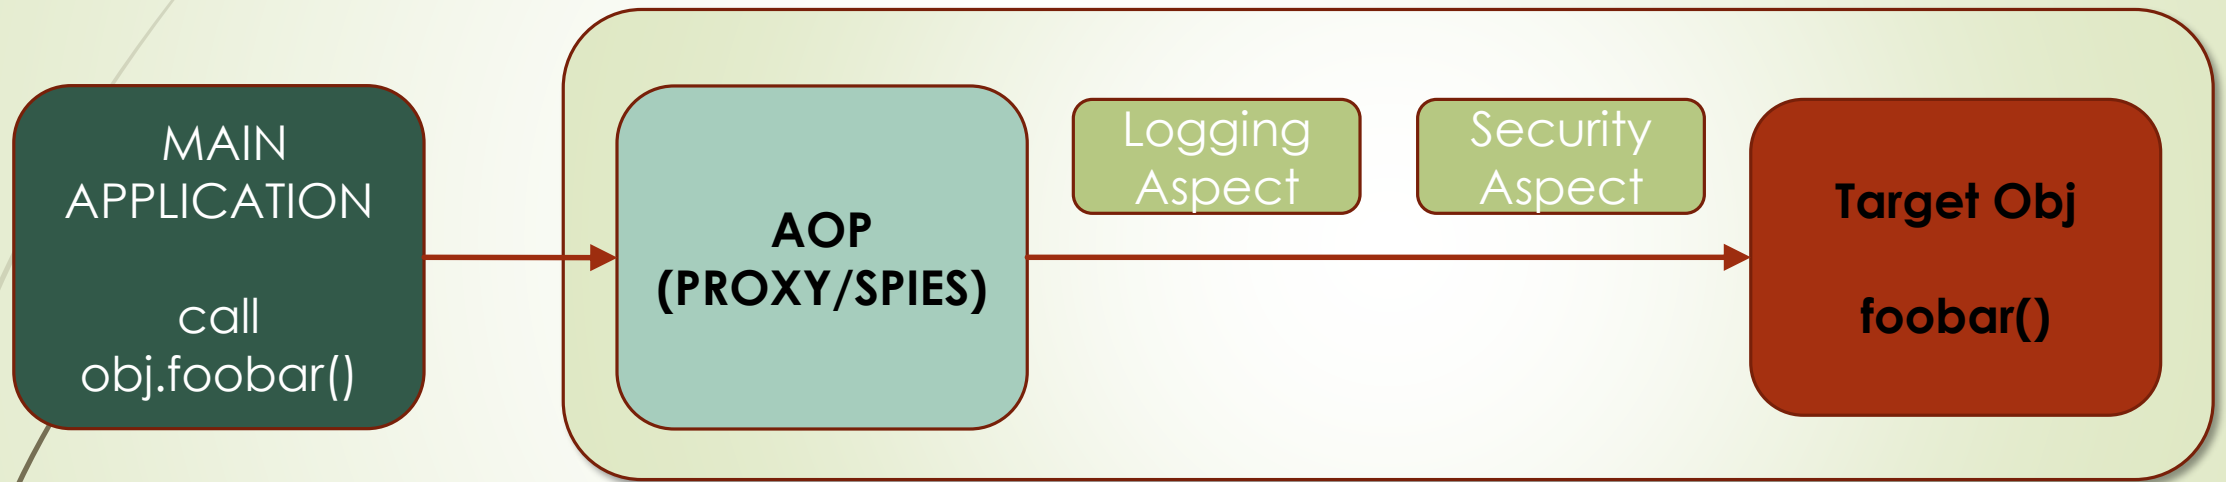 MAIN
APPLICATION
call
obj.foobar()
AOP
(PROXY/SPIES)
Logging
Aspect
Security
Aspect
Target Obj
foobar()